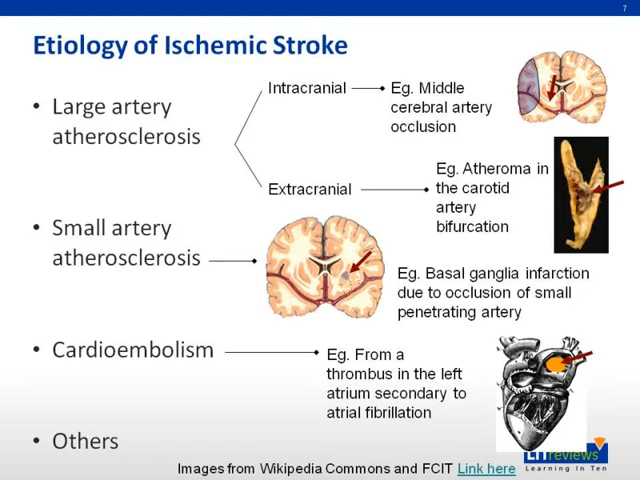 7
Etiology of Ischemic Stroke
• Large artery
atherosclerosis
Intracranial
Eg. Middle
cerebral artery
occlusion
Extracranial
Eg. Atheroma in
the carotid
artery
bifurcation
• Small artery
atherosclerosis
Eg. Basal ganglia infarction
due to occlusion of small
penetrating artery
• Cardioembolism
Eg. From a
thrombus in the left
atrium secondary to
atrial fibrillation
• Others
reviews
Learning In Ten
Images from Wikipedia Commons and FCIT Link here